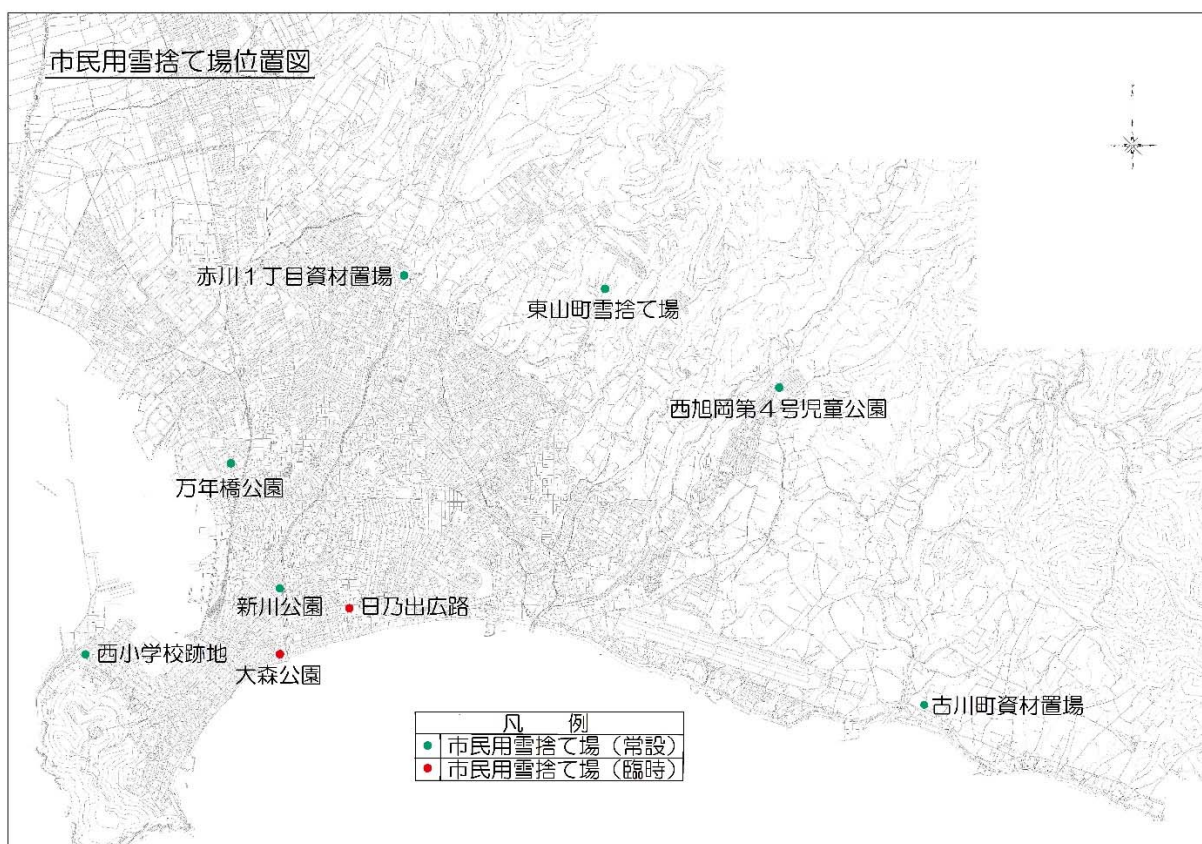 市民用雪捨て場位置図
赤川1丁目資材置場
東山町雪捨て場
西旭岡第4号児童公園
万年橋公園
新川公園
日乃出広路
西小学校跡地
大森公園
古川町資材置場
凡 例
市民用雪捨て場（常設）
市民用雪捨て場（臨時）